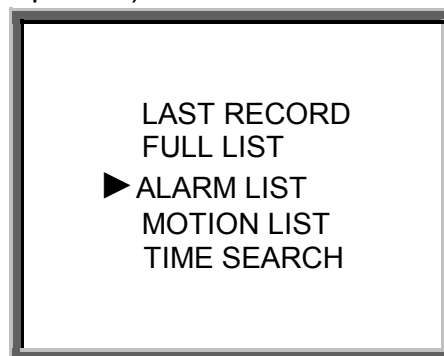 LAST RECORD
FULL LIST
▶ALARM LIST
MOTION LIST
TIME SEARCH